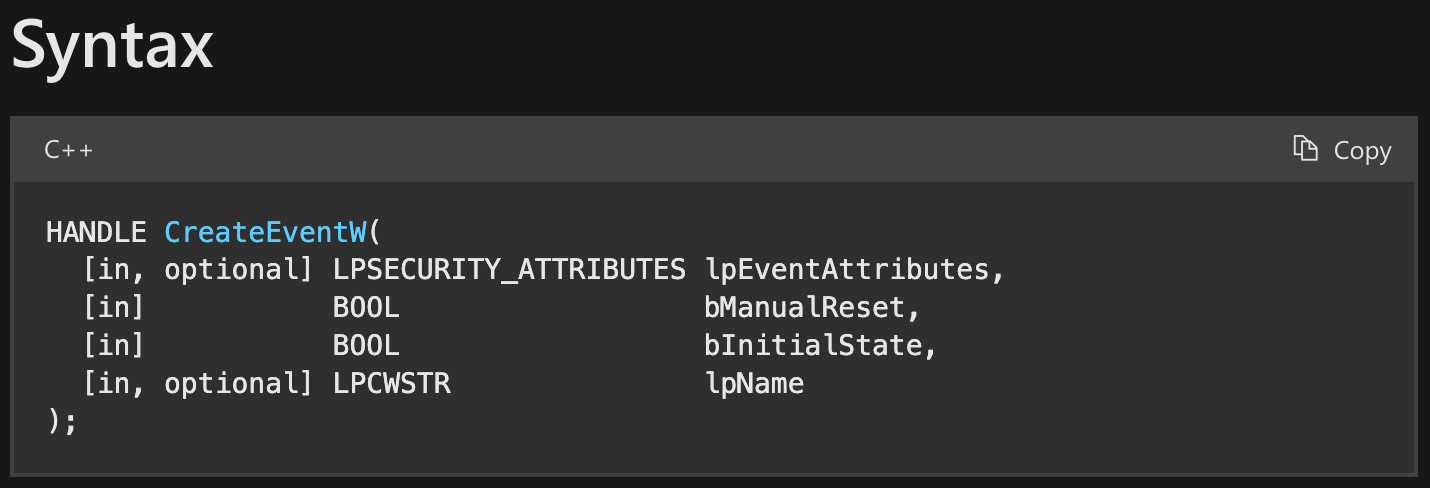 Syntax
C++
Copy
HANDLE CreateEventW(
  [in, optional] LPSECURITY_ATTRIBUTES lpEventAttributes,
  [in]           BOOL                  bManualReset,
  [in]           BOOL                  bInitialState,
  [in, optional] LPCWSTR               lpName
);